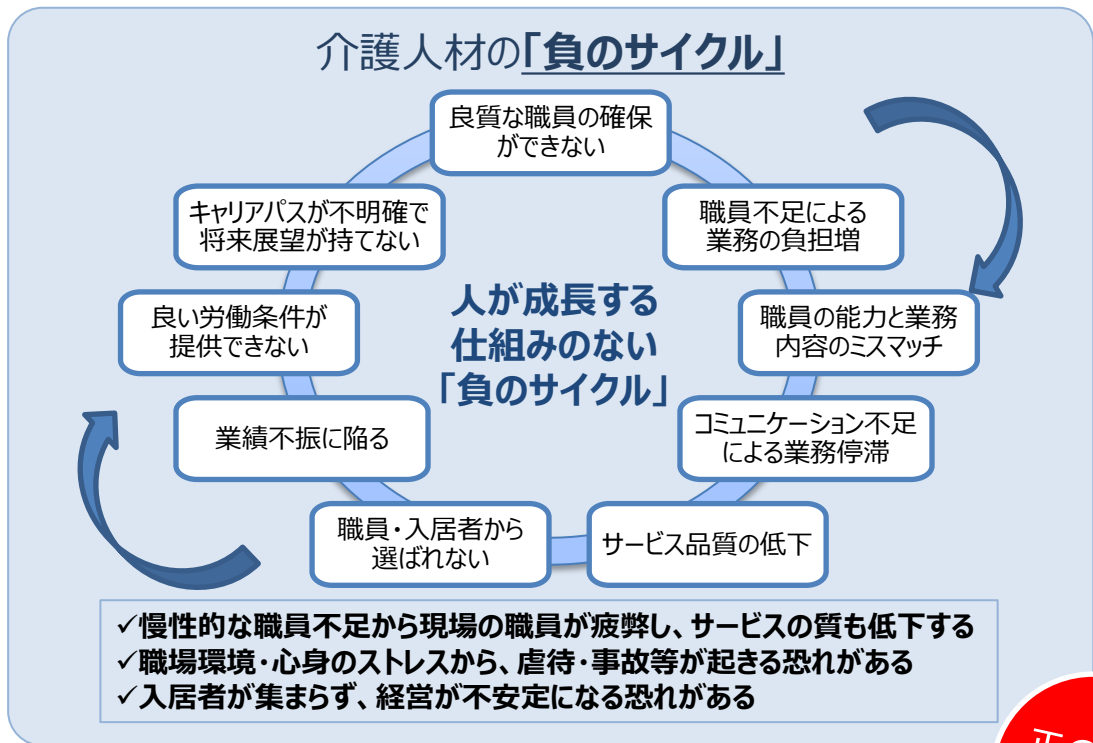 介護人材の「負のサイクル」
良質な職員の確保
ができない
職員不足による
業務の負担増
職員の能力と業務
内容のミスマッチ
コミュニケーション不足
による業務停滞
サービス品質の低下
職員・入居者から
選ばれない
業績不振に陥る
良い労働条件が
提供できない
キャリアパスが不明確で
将来展望が持てない
人が成長する
仕組みのない
「負のサイクル」
✓慢性的な職員不足から現場の職員が疲弊し、サービスの質も低下する
✓職場環境・心身のストレスから、虐待・事故等が起きる恐れがある
✓入居者が集まらず、経営が不安定になる恐れがある